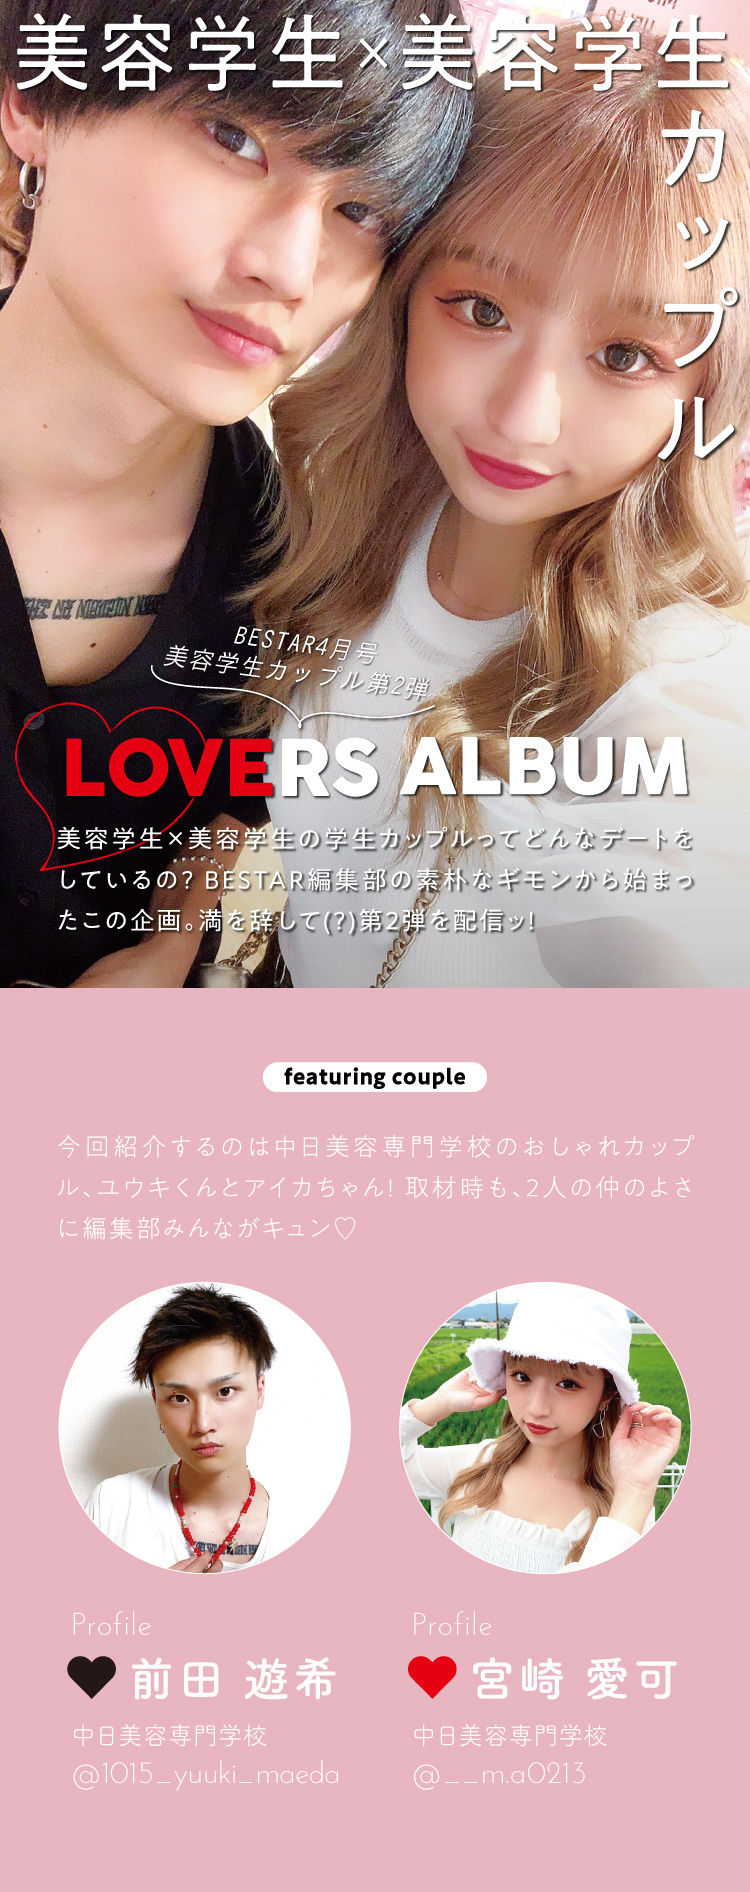 美容学生×美容学生
カップル
BESTAR4月号
美容学生カップル第2弾
LOVERS ALBUM
美容学生×美容学生の学生カップルってどんなデートを
しているの? BESTAR編集部の素朴なギモンから始まっ
たこの企画。満を辞して(?)第2弾を配信ッ!
featuring couple
今回紹介するのは中日美容専門学校のおしゃれカップ
ル、ユウキくんとアイカちゃん! 取材時も、2人の仲のよさ
に編集部みんながキュン♡
Profile
前田 遊希
中日美容専門学校
@1015_yuuki_maeda
Profile
宮崎 愛可
中日美容専門学校
@__m.a0213